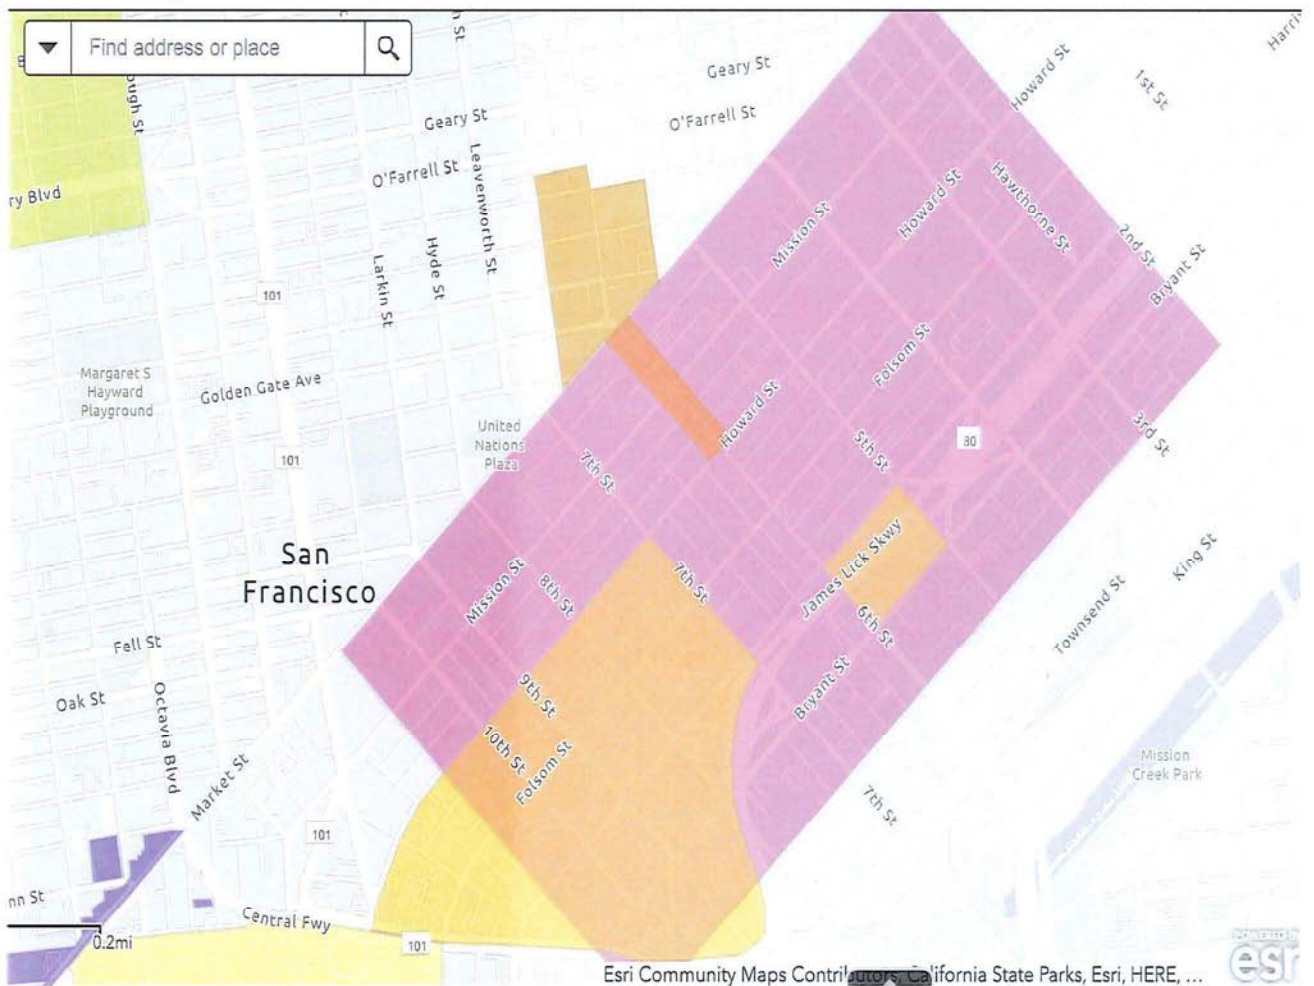 Find address or place
ough St
h St
Geary St
O'Farrell St
Howard St
1st St
Harri
Geary St
O'Farrell St
Leavenworth St
ry Blvd
Hyde St
Larkin St
101
Mission St
Howard St
Hawthorne St
2nd St
Bryant St
Margaret S
Hayward
Playground
Golden Gate Ave
United
Nations
Plaza
101
Folsom St
Howard St
5th St
80
3rd St
7th St
San
Francisco
Mission St
8th St
7th St
James Lick Skwy
6th St
King St
Townsend St
Fell St
Oak St
Octavia Blvd
Market St
9th St
10th St
Folsom St
Bryant St
Mission
Creek Park
7th St
101
nn St
Central Fwy
0.2mi
101
POWERED BY
esri
Esri Community Maps Contributors, California State Parks, Esri, HERE, ...